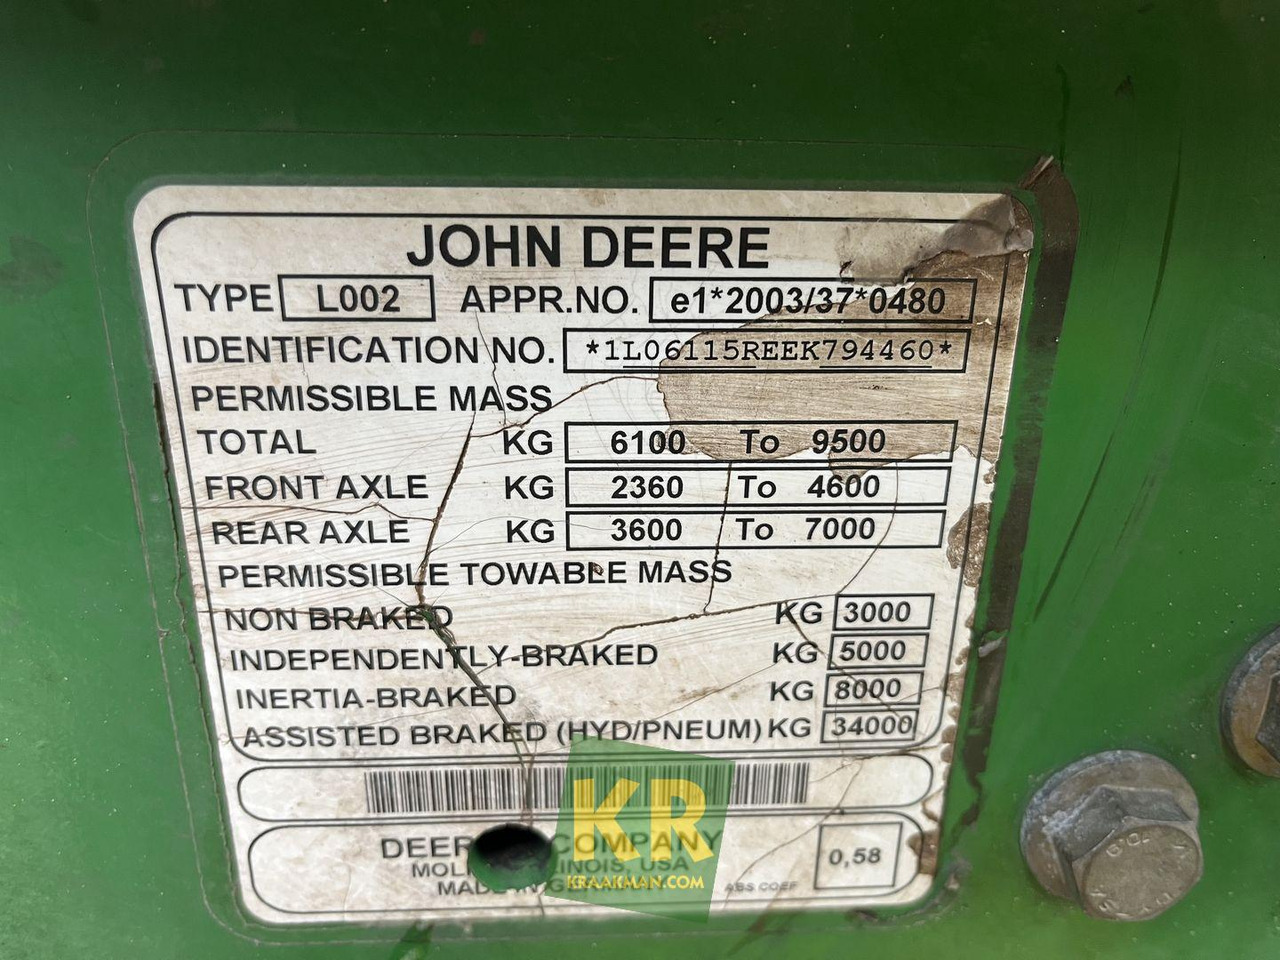 JOHN DEERE
TYPE L002 APPR.NO. e1*2003/37*0480
IDENTIFICATION NO. *1L06115REEK794460*
PERMISSIBLE MASS
TOTAL KG 6100 To 9500
FRONT AXLE KG 2360 To 4600
REAR AXLE KG 3600 To 7000
PERMISSIBLE TOWABLE MASS
NON BRAKED KG 3000
INDEPENDENTLY-BRAKED KG 5000
INERTIA-BRAKED KG 8000
ASSISTED BRAKED (HYD/PNEUM) KG 34000
DEER COMPANY
MOL INOIS, USA
MADE IN GERMANY
ABS COEF 0,58
KR
KRAAKMAN.COM